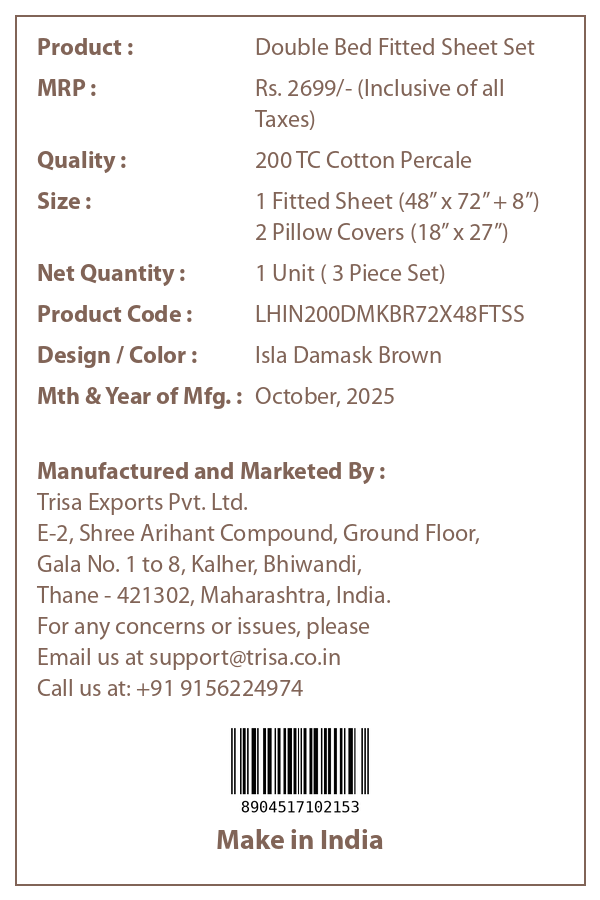 Product : Double Bed Fitted Sheet Set
MRP : Rs. 2699/- (Inclusive of all
Taxes)
Quality : 200 TC Cotton Percale
Size : 1 Fitted Sheet (48” x 72” + 8”)
2 Pillow Covers (18” x 27”)
Net Quantity : 1 Unit ( 3 Piece Set)
Product Code : LHIN200DMKBR72X48FTSS
Design / Color : Isla Damask Brown
Mth & Year of Mfg. : October, 2025
Manufactured and Marketed By :
Trisa Exports Pvt. Ltd.
E-2, Shree Arihant Compound, Ground Floor,
Gala No. 1 to 8, Kalher, Bhiwandi,
Thane - 421302, Maharashtra, India.
For any concerns or issues, please
Email us at support@trisa.co.in
Call us at: +91 9156224974
8904517102153
Make in India